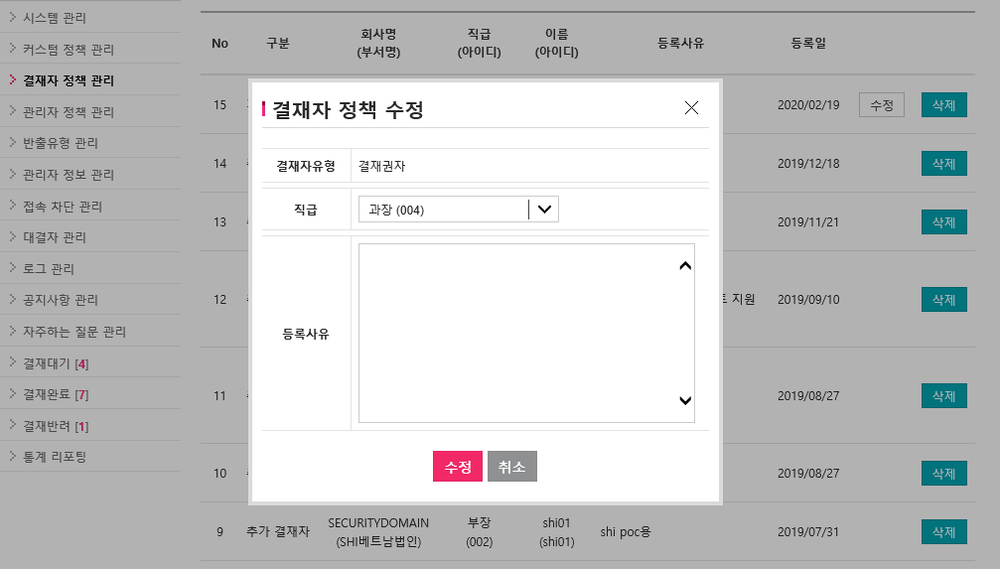 시스템 관리
커스텀 정책 관리
결재자 정책 관리
관리자 정책 관리
반출유형 관리
관리자 정보 관리
접속 차단 관리
대결자 관리
로그 관리
공지사항 관리
자주하는 질문 관리
결재대기 [4]
결재완료 [7]
결재반려 [1]
통계 리포팅
No 구분 회사명 직급 이름 등록사유 등록일
(부서명) (아이디) (아이디)
15 2020/02/19 수정 삭제
14 2019/12/18 삭제
13 2019/11/21 삭제
12 지원 2019/09/10 삭제
11 2019/08/27 삭제
10 2019/08/27 삭제
9 추가 결재자 SECURITYDOMAIN 부장 shi01 shi poc용 2019/07/31 삭제
(SHI베트남법인) (002) (shi01)
결재자 정책 수정
결재자유형 결재권자
직급 과장 (004)
등록사유
수정 취소